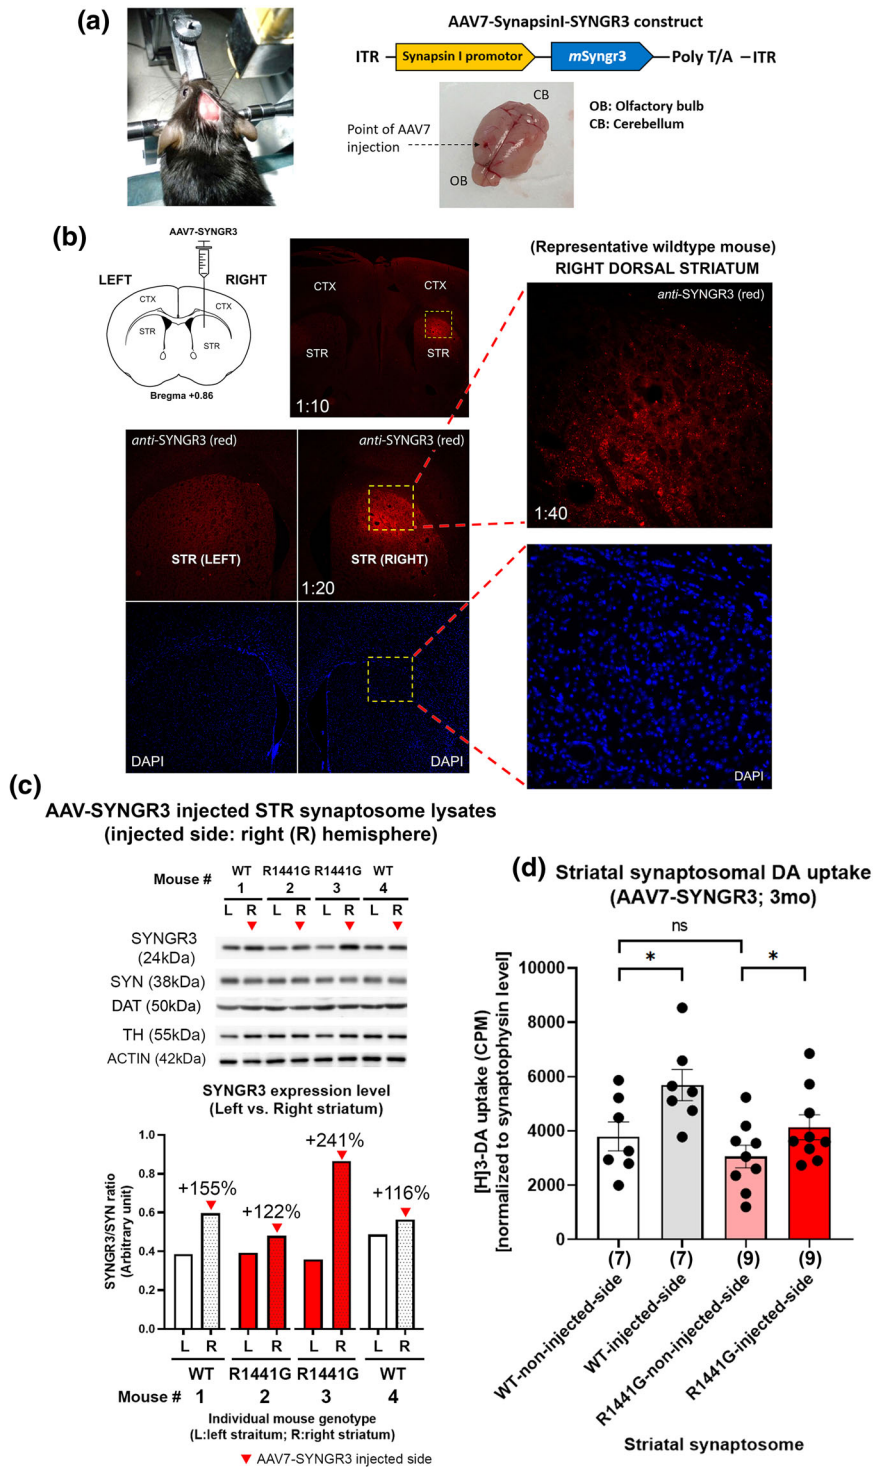 (a)
AAV7-SynapsinI-SYNGR3 construct
ITR
Synapsin I promotor
mSyngr3
Poly T/A
ITR
CB
OB: Olfactory bulb
CB: Cerebellum
Point of AAV7
injection
OB
(b)
AAV7-SYNGR3
LEFT
RIGHT
CTX
CTX
STR
STR
Bregma +0.86
CTX
CTX
STR
STR
1:10
(Representative wildtype mouse)
RIGHT DORSAL STRIATUM
anti-SYNGR3 (red)
1:40
anti-SYNGR3 (red)
anti-SYNGR3 (red)
STR (LEFT)
STR (RIGHT)
1:20
DAPI
DAPI
DAPI
(c)
AAV-SYNGR3 injected STR synaptosome lysates
(injected side: right (R) hemisphere)
WT R1441G R1441G WT
Mouse # 1 2 3 4
L R L R L R L R
SYNGR3
(24kDa)
SYN (38kDa)
DAT (50kDa)
TH (55kDa)
ACTIN (42kDa)
SYNGR3 expression level
(Left vs. Right striatum)
SYNGR3/SYN ratio
(Arbitrary unit)
1.0
0.8
0.6
0.4
0.2
0.0
+155%
+122%
+241%
+116%
L R L R L R L R
WT R1441G R1441G WT
Mouse # 1 2 3 4
Individual mouse genotype
(L:left straitum; R:right striatum)
AAV7-SYNGR3 injected side
(d)
Striatal synaptosomal DA uptake
(AAV7-SYNGR3; 3mo)
ns
*
*
[H]3-DA uptake (CPM)
[normalized to synaptophysin level]
10000
8000
6000
4000
2000
0
(7) (7) (9) (9)
WT-non-injected-side
WT-injected-side
R1441G-non-injected-side
R1441G-injected-side
Striatal synaptosome